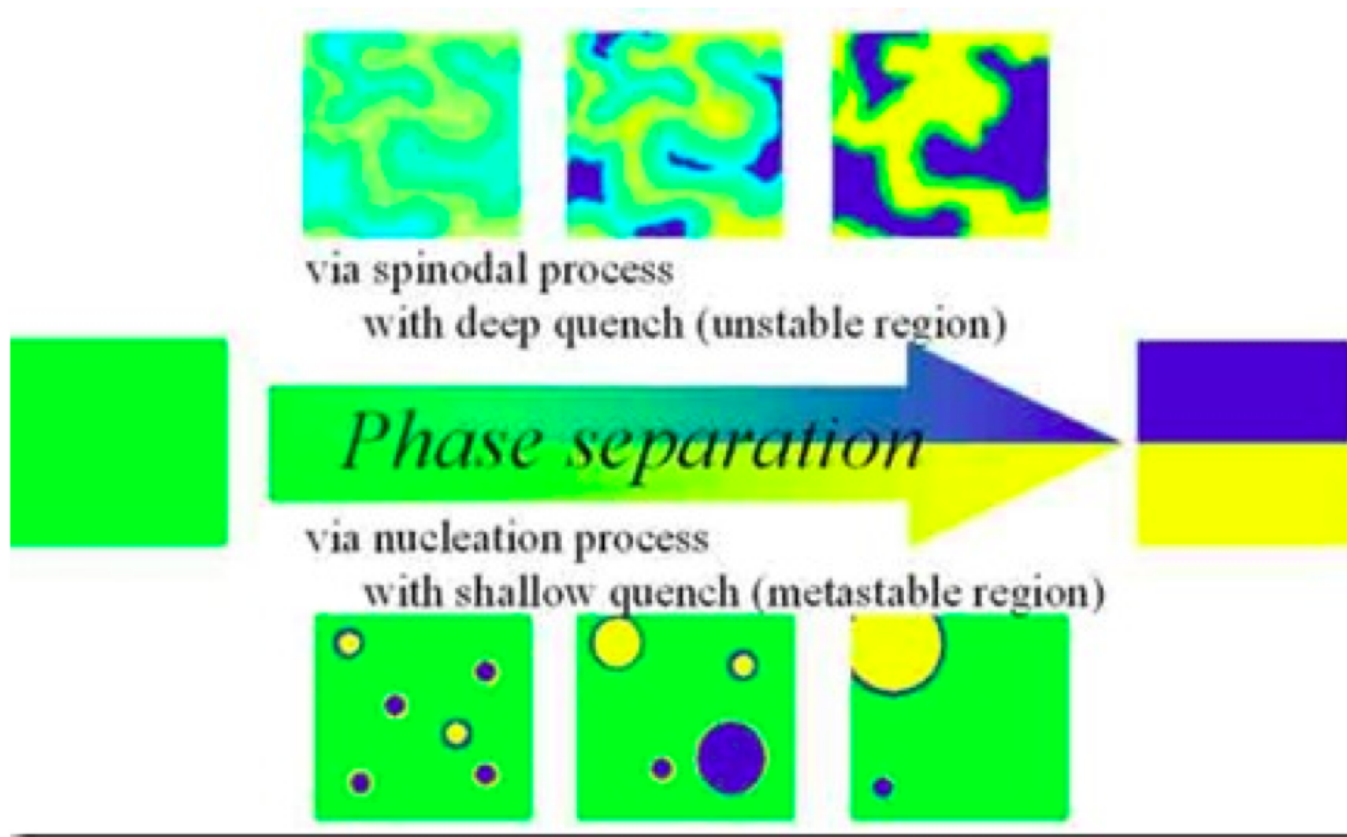 via spinodal process
with deep quench (unstable region)
Phase separation
via nucleation process
with shallow quench (metastable region)